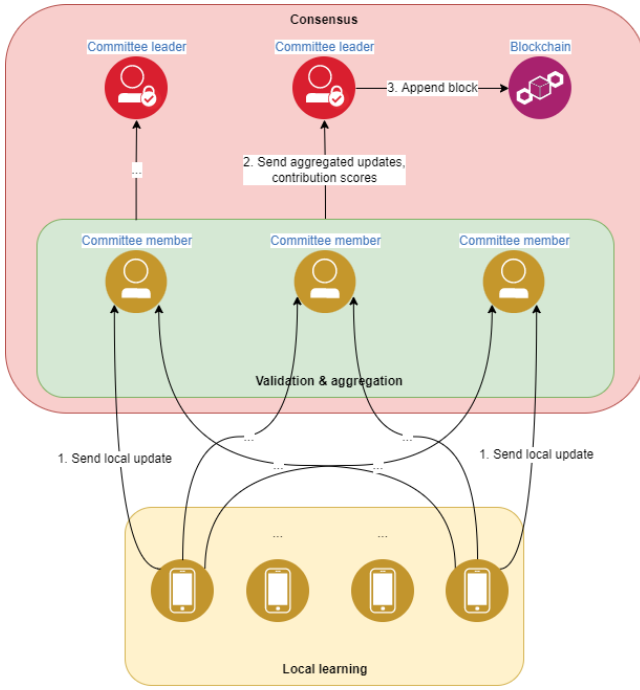 Consensus
Committee leader
Committee leader
Blockchain
3. Append block
...
2. Send aggregated updates,
contribution scores
Committee member
Committee member
Committee member
Validation & aggregation
...
...
1. Send local update
1. Send local update
...
...
...
...
Local learning